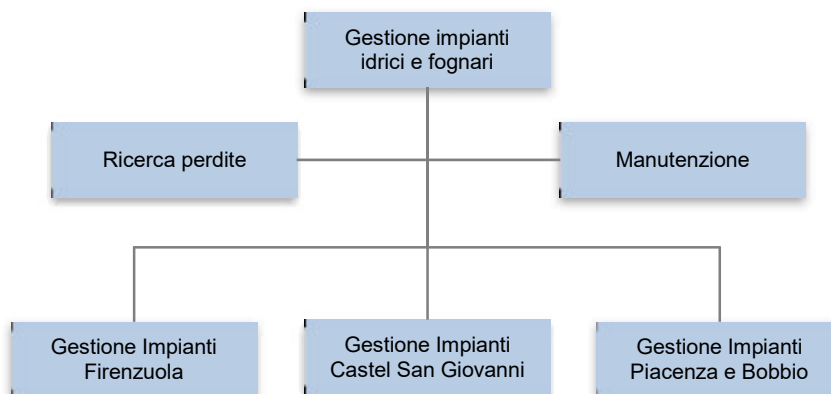 Gestione impianti
idrici e fognari
Ricerca perdite
Manutenzione
Gestione Impianti
Firenzuola
Gestione Impianti
Castel San Giovanni
Gestione Impianti
Piacenza e Bobbio